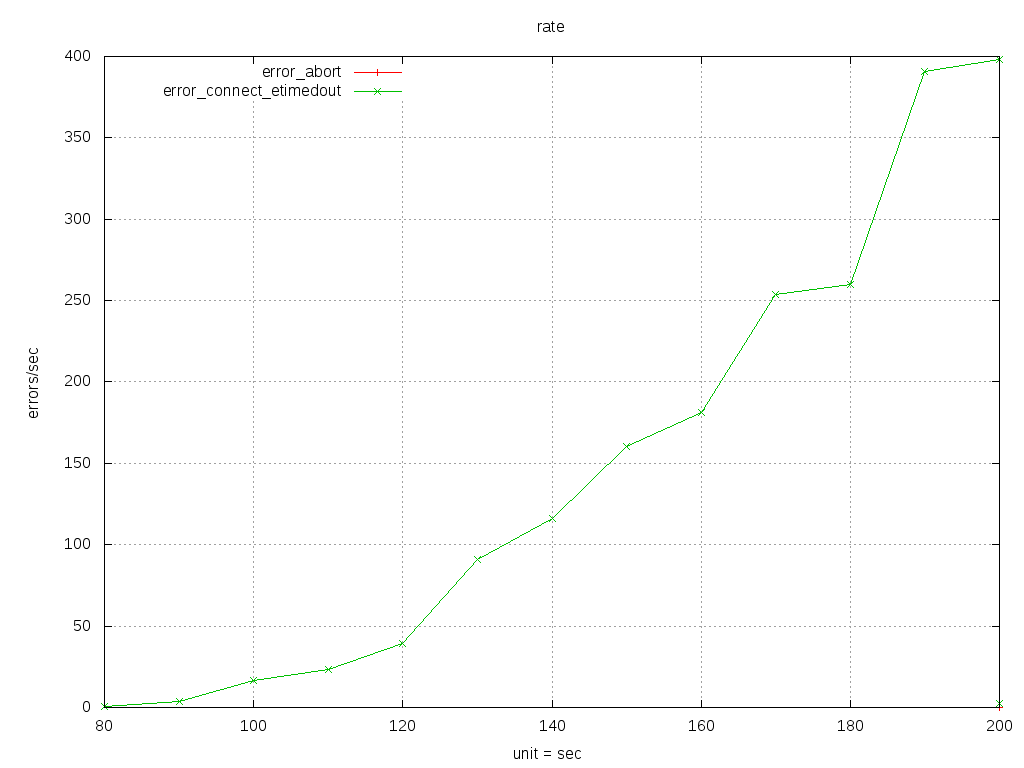 rate
400
error_abort
error_connect_etimedout
350
300
250
errors/sec
200
150
100
50
0
80 100 120 140 160 180 200
unit = sec